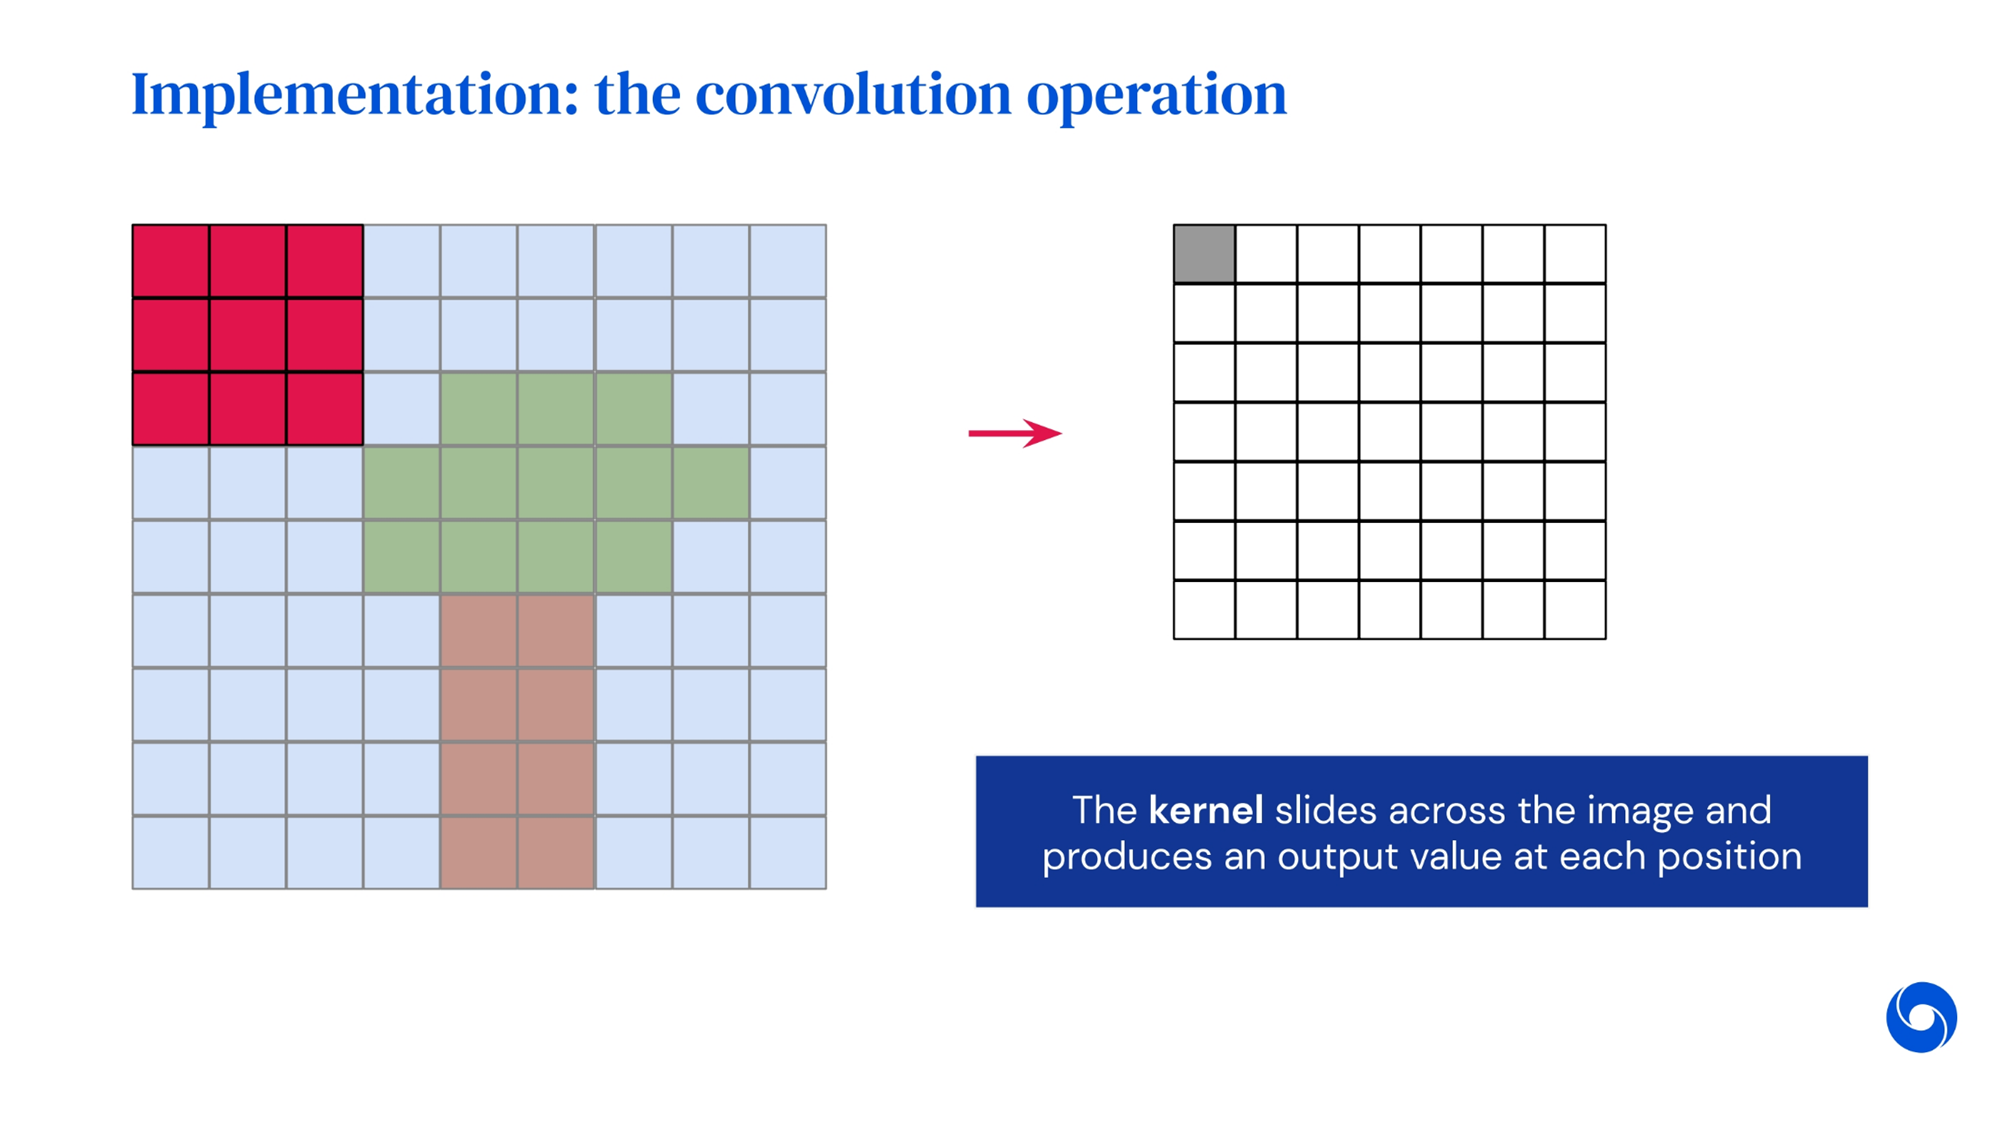 Implementation: the convolution operation
The kernel slides across the image and
produces an output value at each position